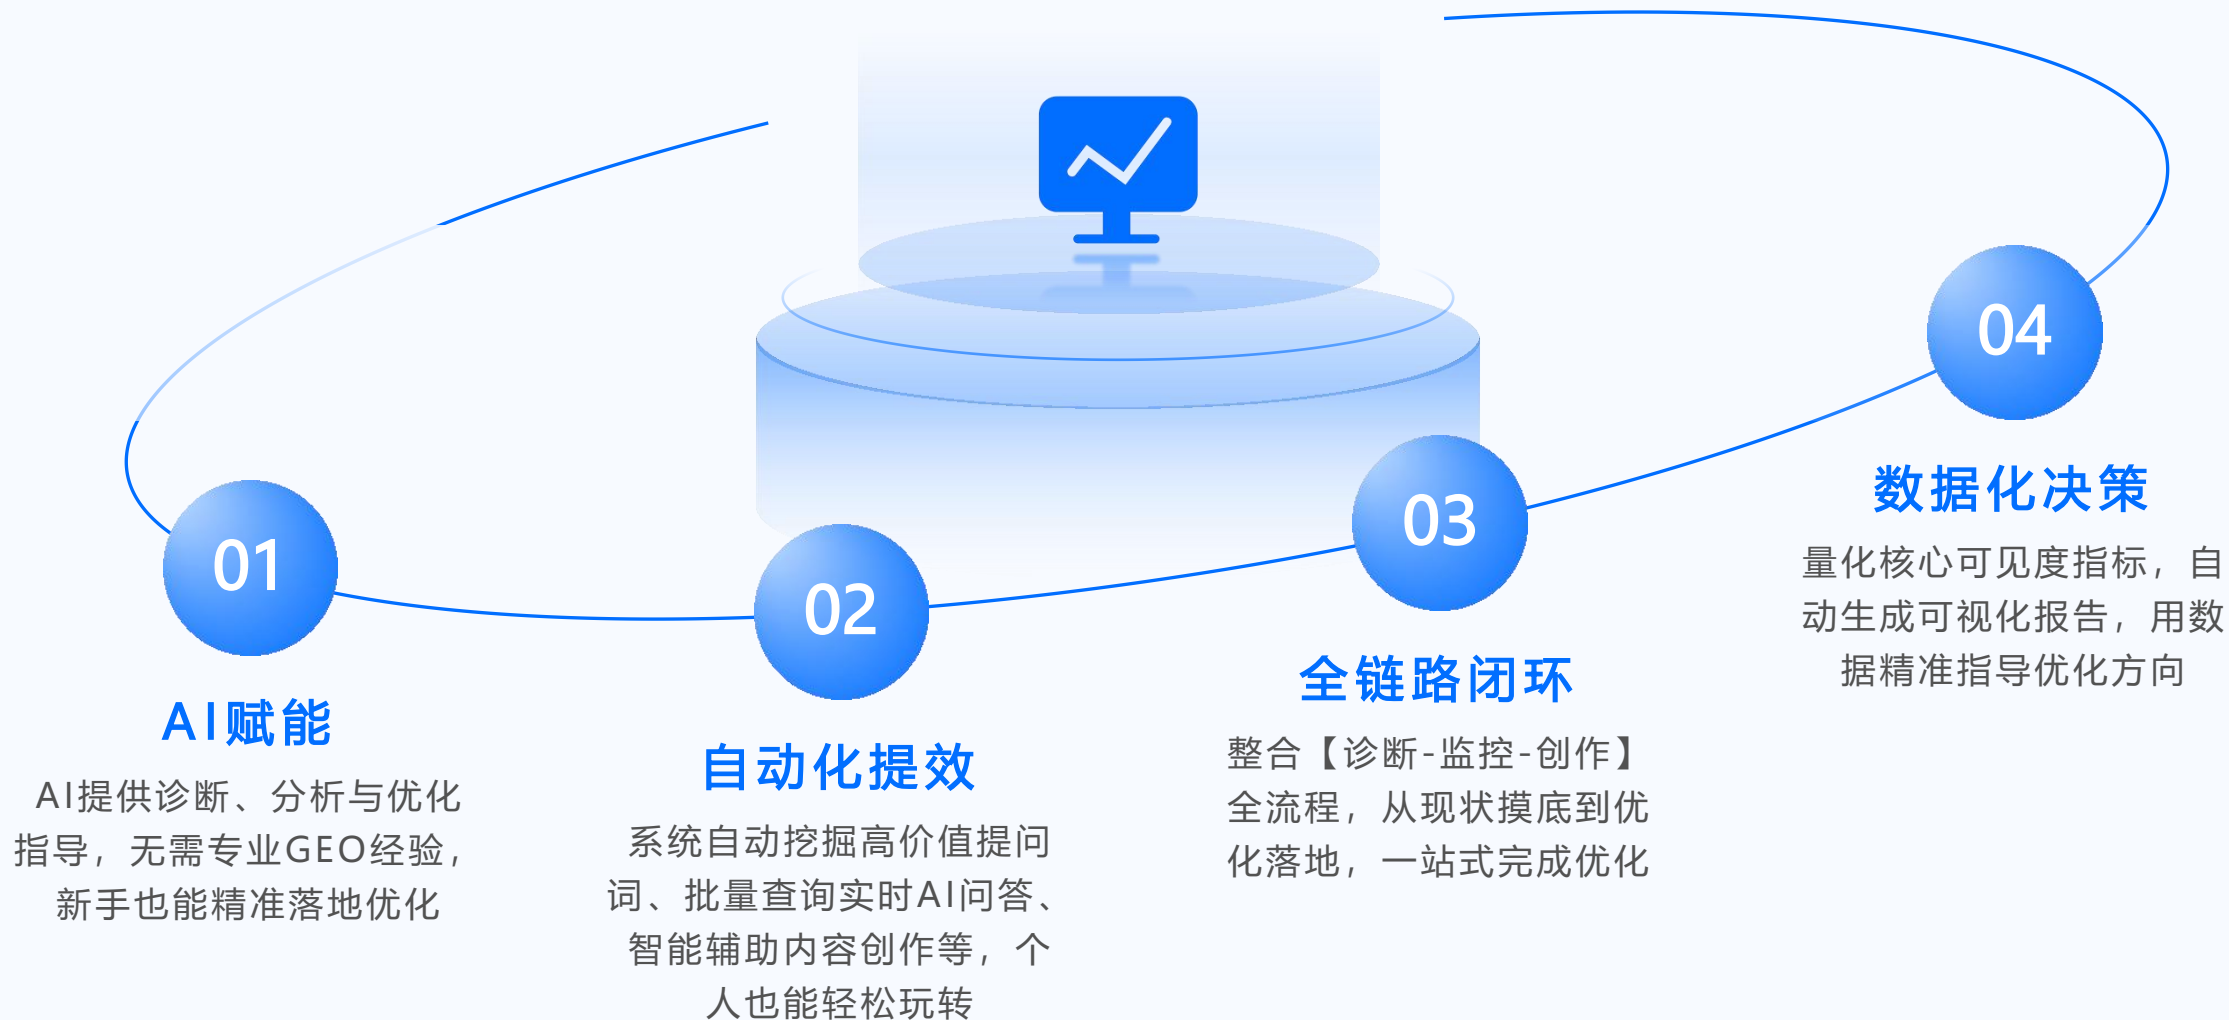 01
AI赋能
AI提供诊断、分析与优化
指导，无需专业GEO经验，
新手也能精准落地优化
02
自动化提效
系统自动挖掘高价值提问
词、批量查询实时AI问答、
智能辅助内容创作等，个
人也能轻松玩转
03
全链路闭环
整合【诊断-监控-创作】
全流程，从现状摸底到优
化落地，一站式完成优化
04
数据化决策
量化核心可见度指标，自
动生成可视化报告，用数
据精准指导优化方向